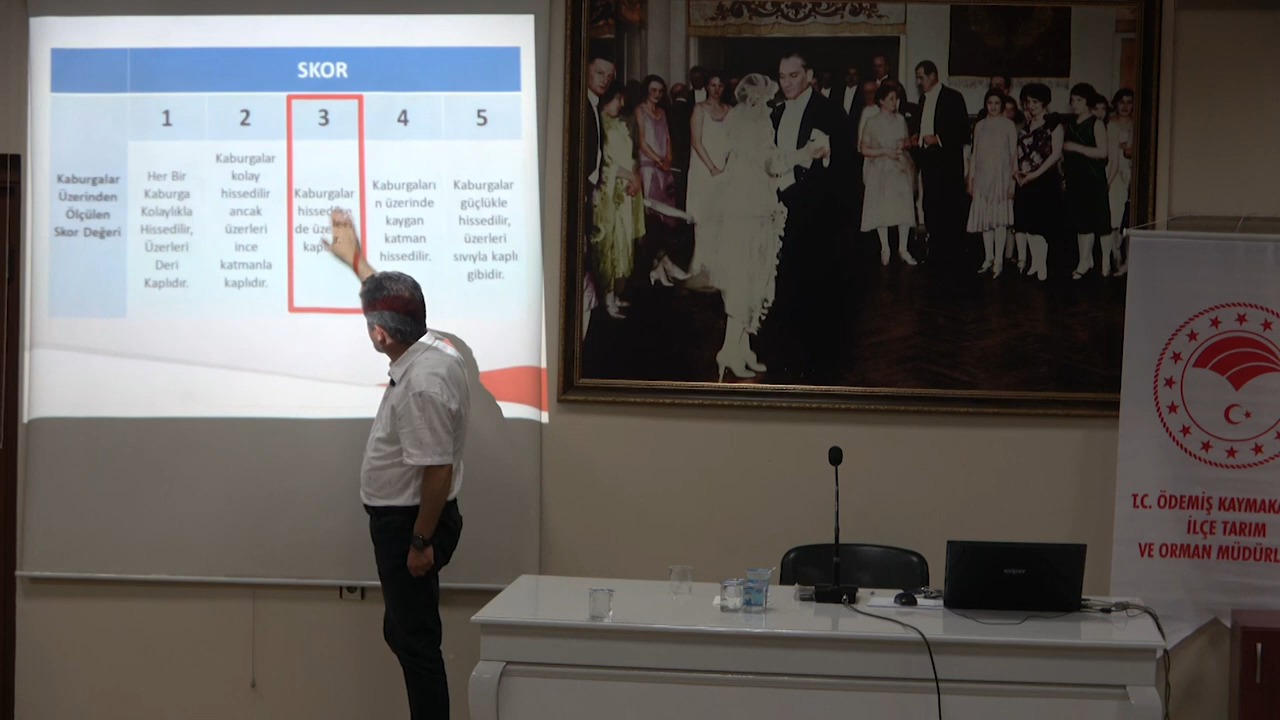 SKOR
1
2
3
4
5
Kaburgalar
Üzerinden
Ölçülen
Skor Değeri
Her Bir
Kaburga
Kolaylıkla
Hissedilir,
Üzerleri
Deri
Kaplıdır.
Kaburgalar
kolay
hissedilir
ancak
üzerleri
ince
katmanla
kaplıdır.
Kaburgalar
de
Kaburgaları
n üzerinde
kaygan
katman
hissedilir.
Kaburgalar
güçlükle
hissedilir,
üzerleri
sıvıyla kaplı
gibidir.
T.C. ÖDEMİŞ KAYMAKA
İLÇE TARIM
VE ORMAN MÜDÜRL